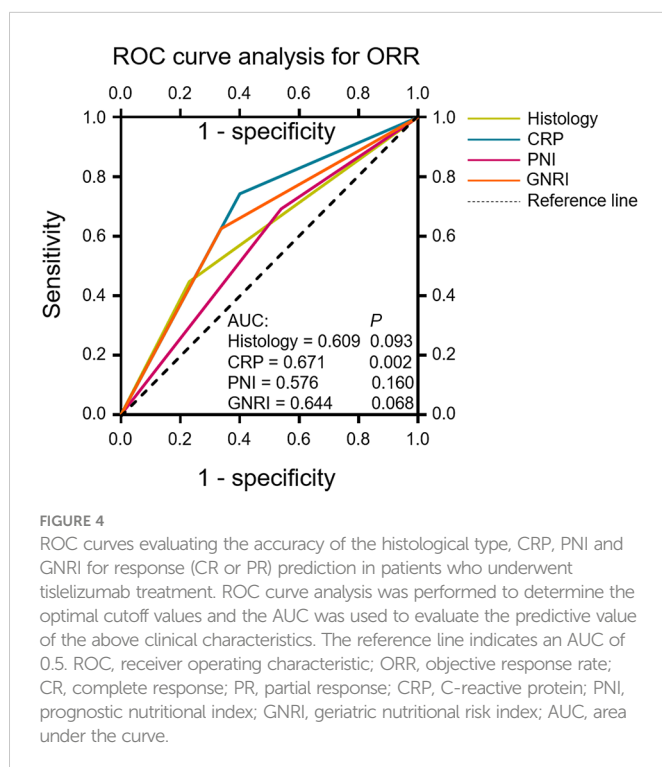 ROC curve analysis for ORR
0.0 0.2 0.4 0.6 0.8 1.0
1 - specificity
Sensitivity
1.0 1.0
0.8 0.8
0.6 0.6
0.4 0.4
0.2 0.2
0.0 0.0
AUC: P
Histology = 0.609 0.093
CRP = 0.671 0.002
PNI = 0.576 0.160
GNRI = 0.644 0.068
0.0 0.2 0.4 0.6 0.8 1.0
1 - specificity
Histology
CRP
PNI
GNRI
Reference line
FIGURE 4
ROC curves evaluating the accuracy of the histological type, CRP, PNI and
GNRI for response (CR or PR) prediction in patients who underwent
tislelizumab treatment. ROC curve analysis was performed to determine the
optimal cutoff values and the AUC was used to evaluate the predictive value
of the above clinical characteristics. The reference line indicates an AUC of
0.5. ROC, receiver operating characteristic; ORR, objective response rate;
CR, complete response; PR, partial response; CRP, C-reactive protein; PNI,
prognostic nutritional index; GNRI, geriatric nutritional risk index; AUC, area
under the curve.